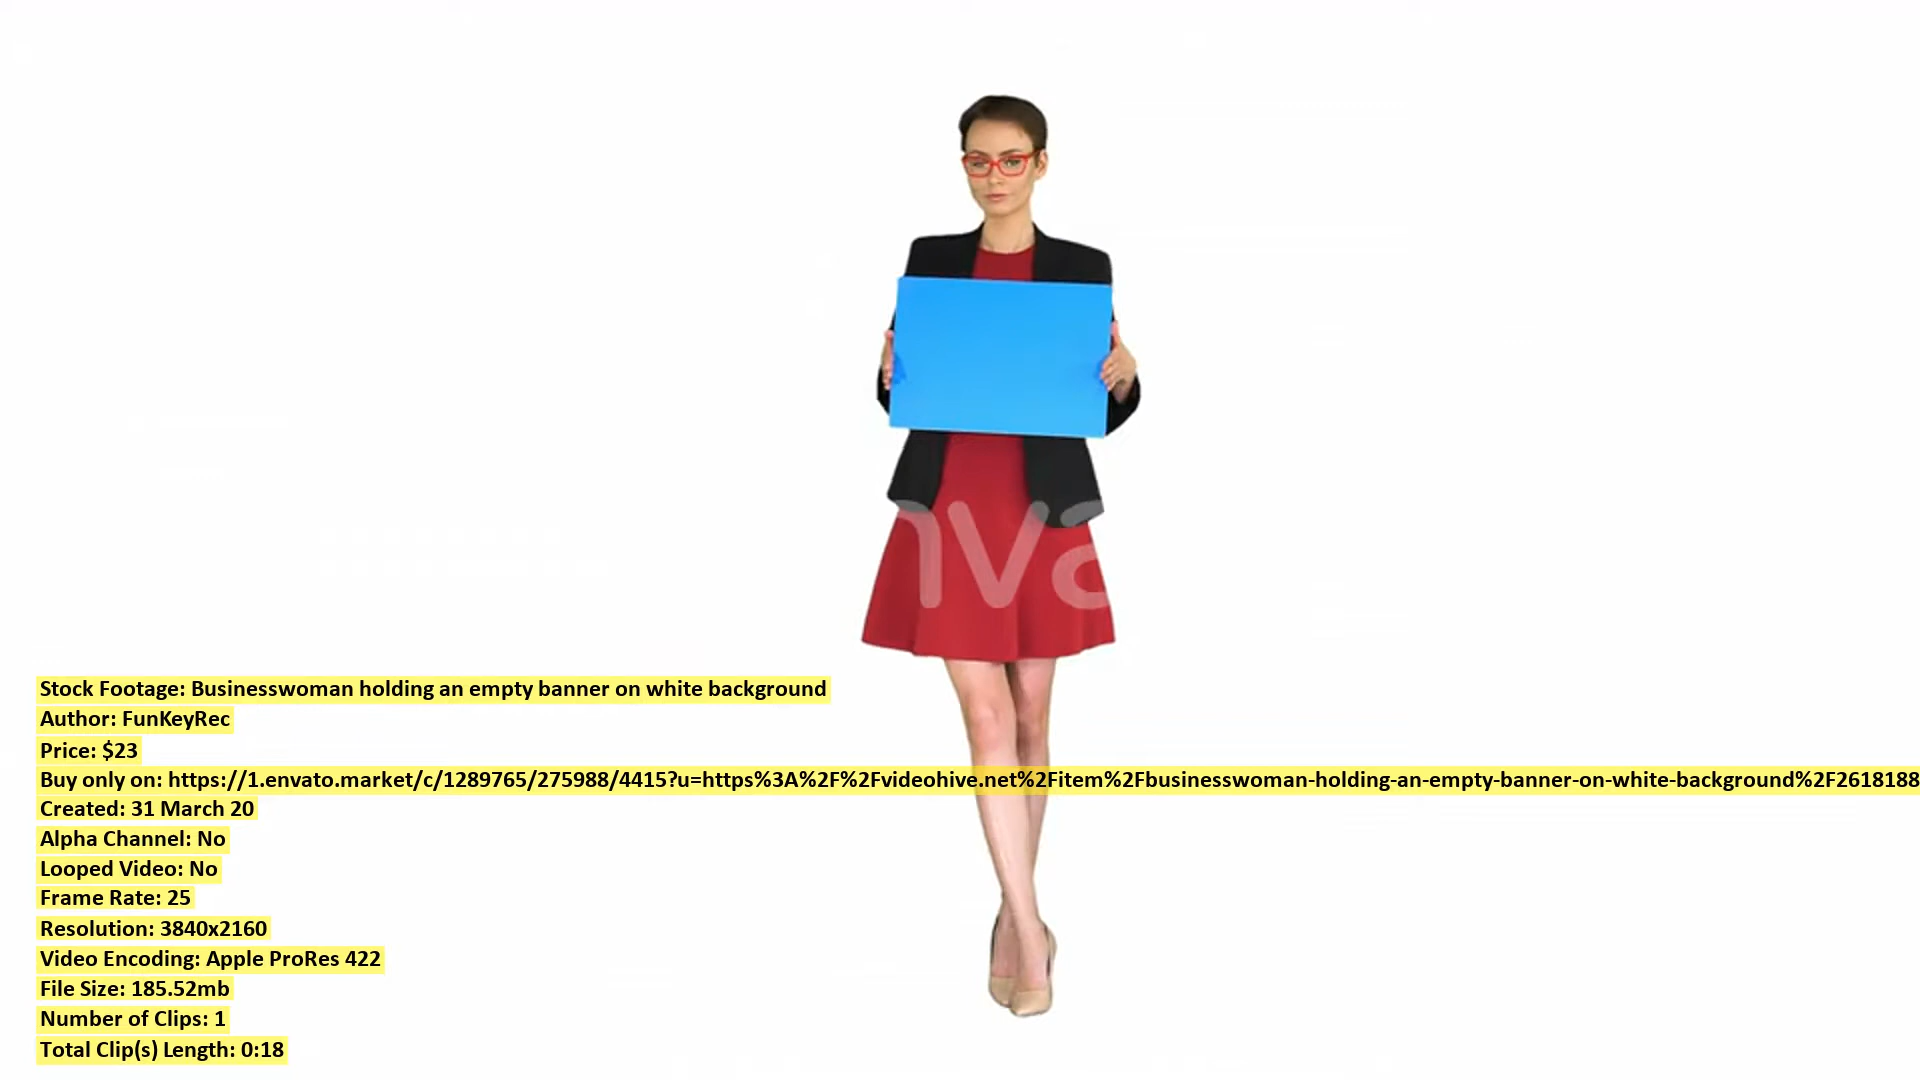 nva
Stock Footage: Businesswoman holding an empty banner on white background
Author: FunKeyRec
Price: $23
Buy only on: https://1.envato.market/c/1289765/275988/4415?u=https%3A%2F%2Fvideohive.net%2Fitem%2Fbusinesswoman-holding-an-empty-banner-on-white-background%2F2618188
Created: 31 March 20
Alpha Channel: No
Looped Video: No
Frame Rate: 25
Resolution: 3840x2160
Video Encoding: Apple ProRes 422
File Size: 185.52mb
Number of Clips: 1
Total Clip(s) Length: 0:18